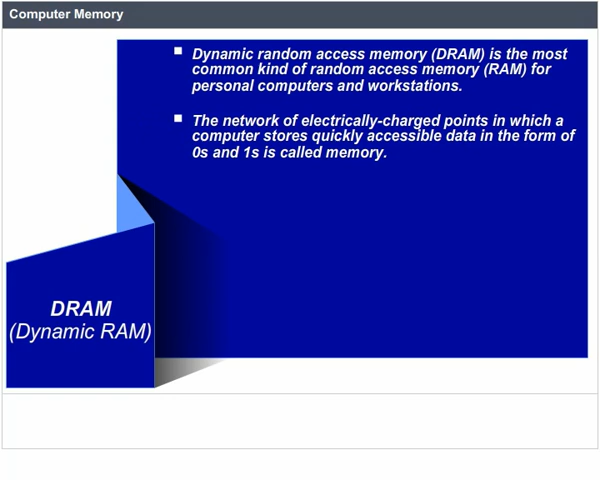 Computer Memory
Dynamic random access memory (DRAM) is the most
common kind of random access memory (RAM) for
personal computers and workstations.
The network of electrically-charged points in which a
computer stores quickly accessible data in the form of
0s and 1s is called memory.
DRAM
(Dynamic RAM)